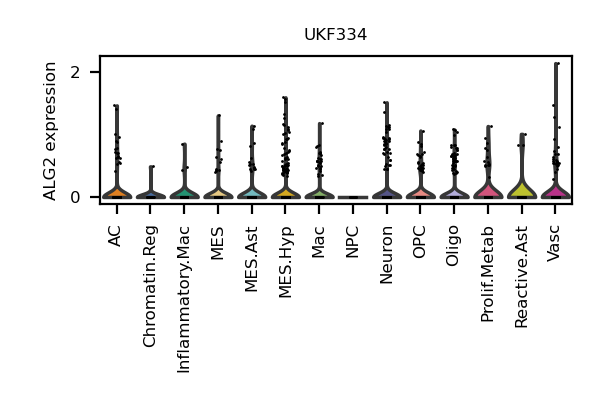 UKF334
ALG2 expression
2
0
AC
Chromatin.Reg
Inflammatory.Mac
MES
MES.Ast
MES.Hyp
Mac
NPC
Neuron
OPC
Oligo
Prolif.Metab
Reactive.Ast
Vasc